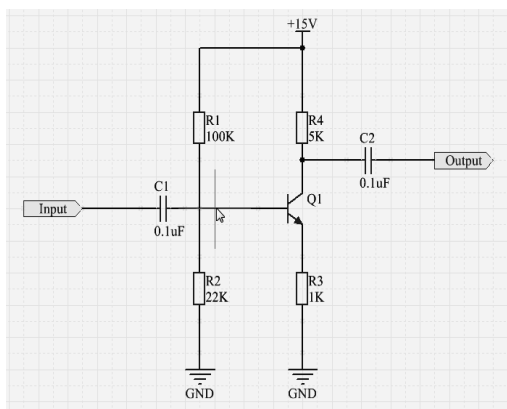 +15V
R1
100K
R4
5K
C2
0.1uF
Output
C1
0.1uF
Input
Q1
R2
22K
R3
1K
GND
GND